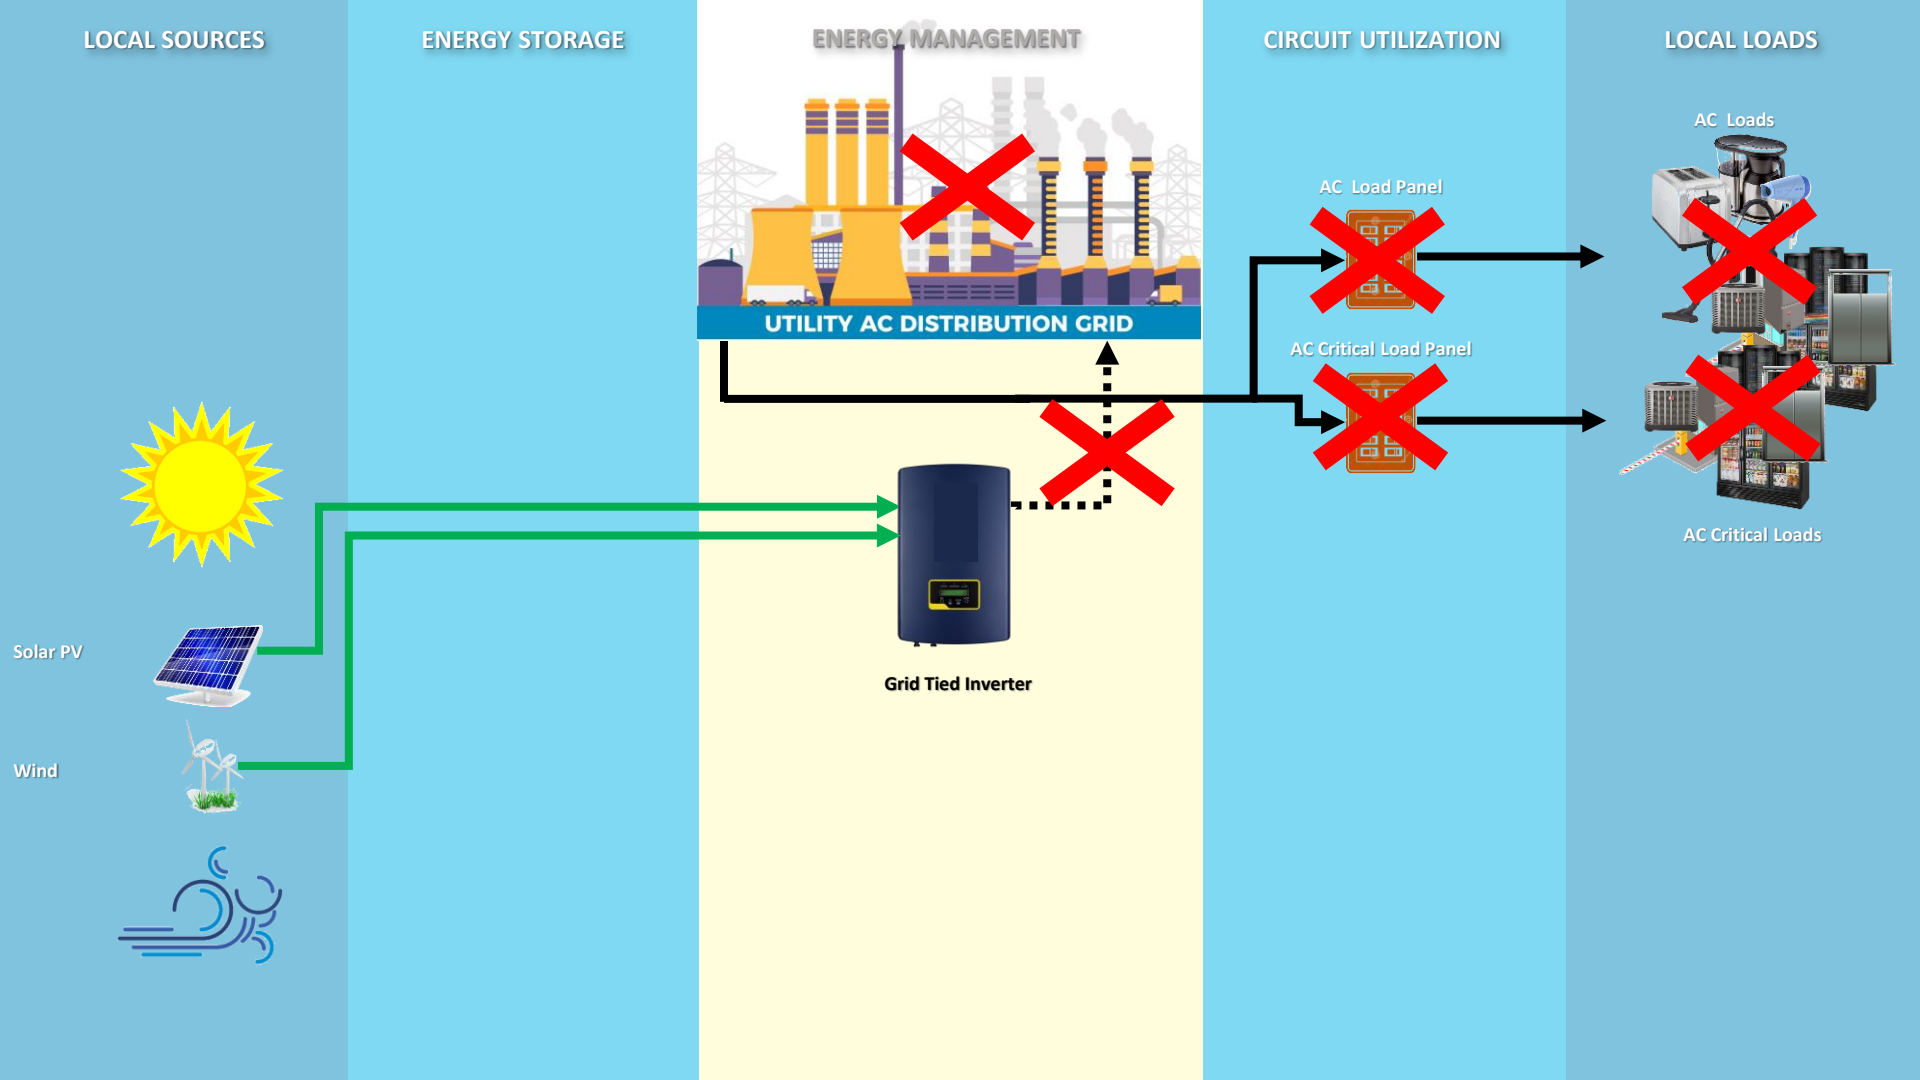 LOCAL SOURCES
ENERGY STORAGE
ENERGY MANAGEMENT
CIRCUIT UTILIZATION
LOCAL LOADS
AC  Loads
AC  Load Panel
UTILITY AC DISTRIBUTION GRID
AC Critical Load Panel
AC Critical Loads
Solar PV
Grid Tied Inverter
Wind